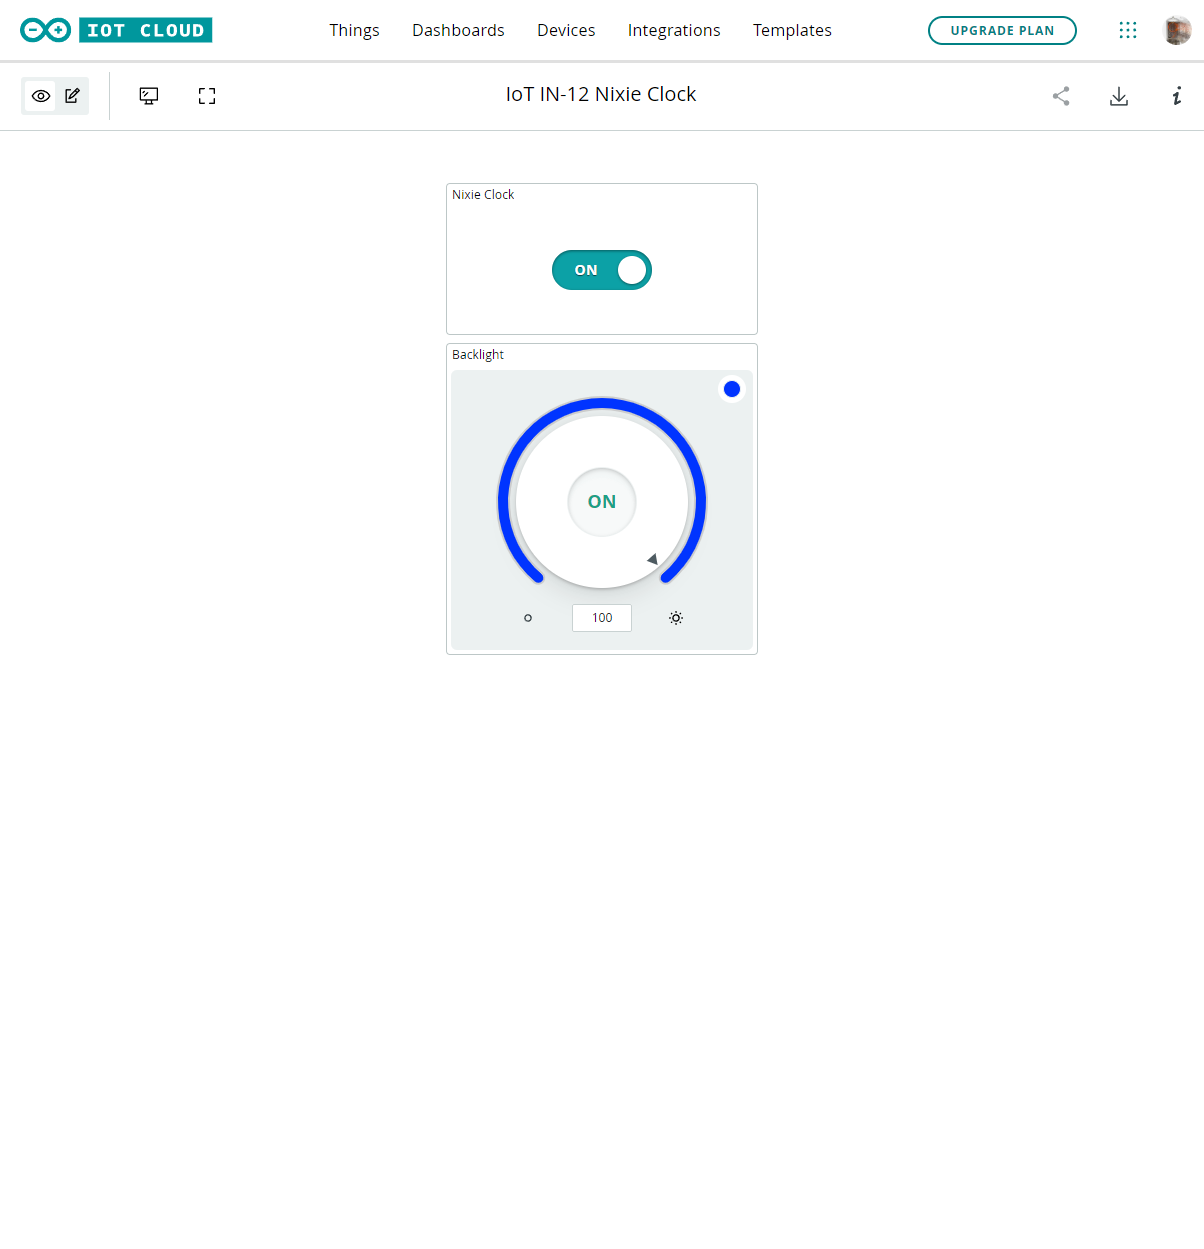 IOT CLOUD
Things
Dashboards
Devices
Integrations
Templates
UPGRADE PLAN
IoT IN-12 Nixie Clock
Nixie Clock
ON
Backlight
ON
100